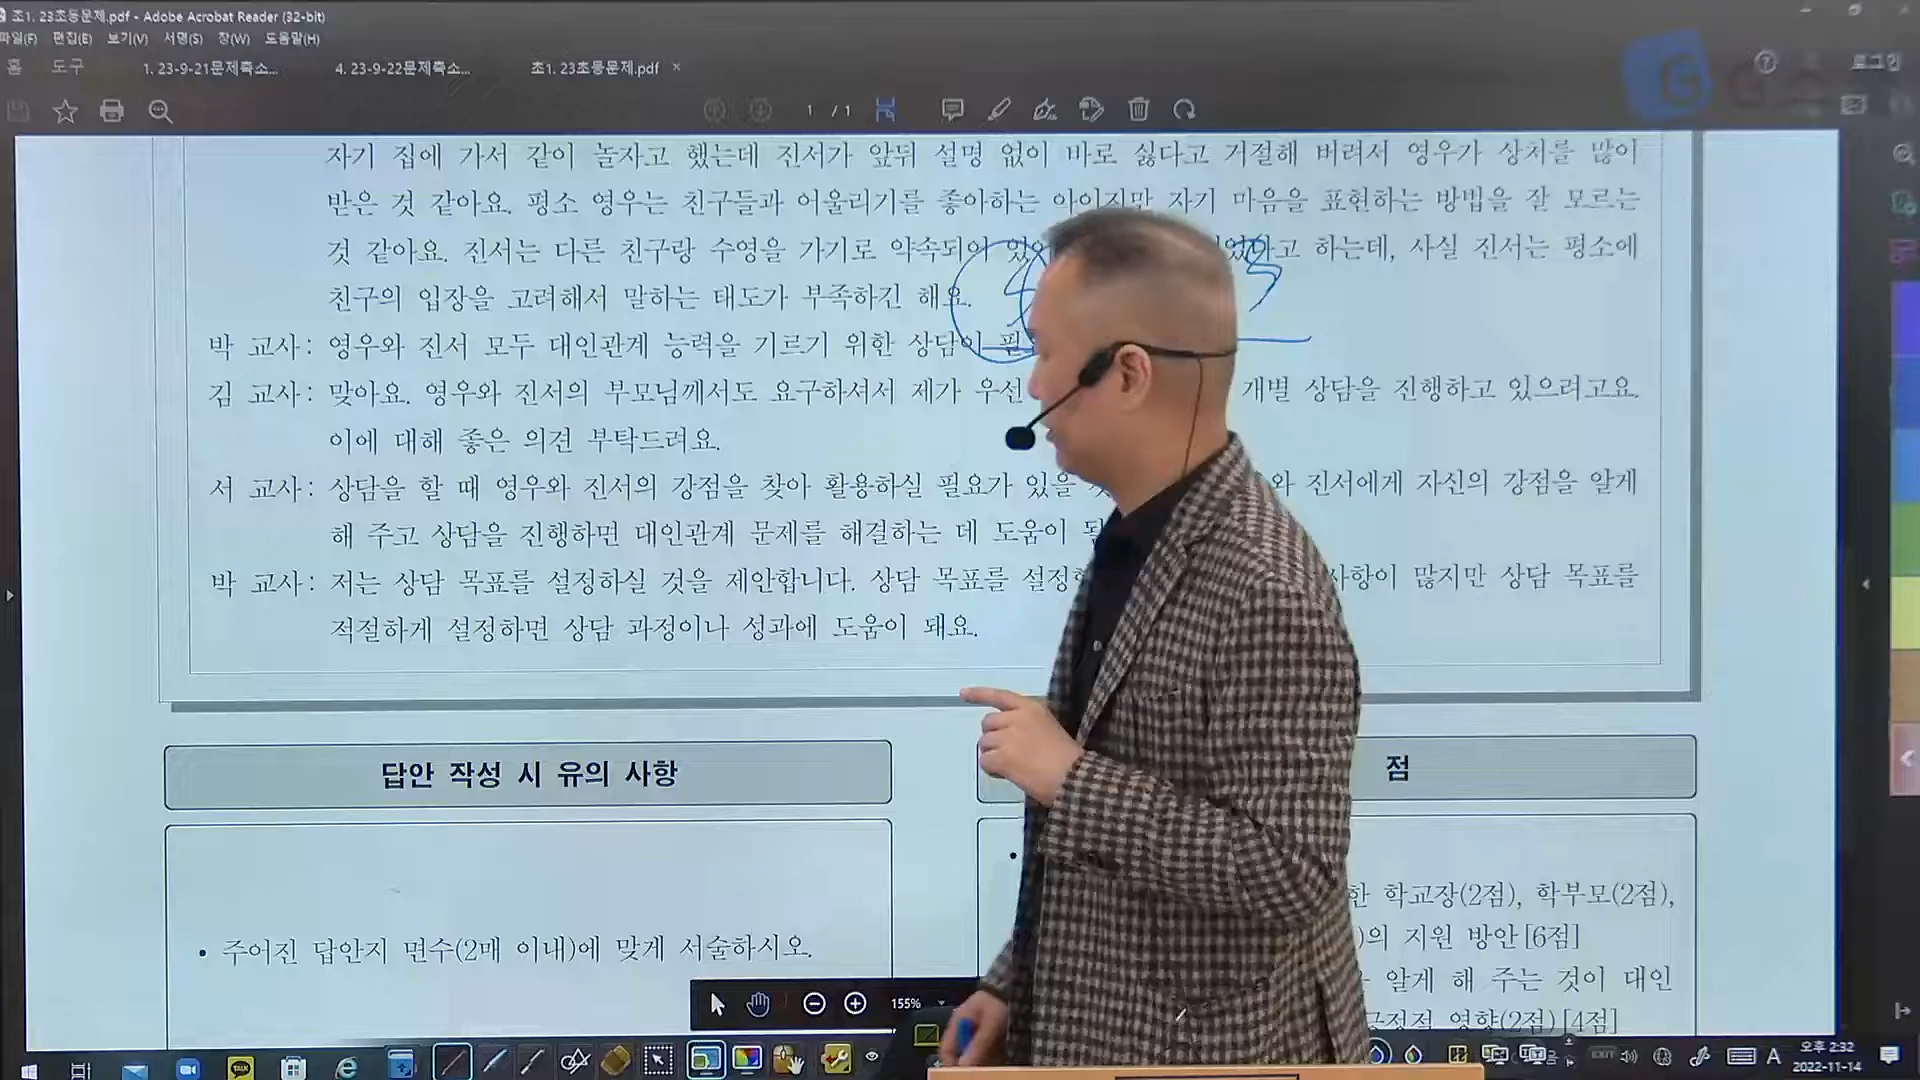 초1. 23초등문제.pdf - Adobe Acrobat Reader (32-bit)
파일(F) 편집(E) 보기(V) 서명(S) 창(W) 도움말(H)
홈 도구 1. 23-9-21문제축소... 4. 23-9-22문제축소... 초1. 23초등문제.pdf × 로그인
1 / 1
자기 집에 가서 같이 놀자고 했는데 진서가 앞뒤 설명 없이 바로 싫다고 거절해 버려서 영우가 상처를 많이
받은 것 같아요. 평소 영우는 친구들과 어울리기를 좋아하는 아이지만 자기 마음을 표현하는 방법을 잘 모르는
것 같아요. 진서는 다른 친구랑 수영을 가기로 약속되어 있 고 하는데, 사실 진서는 평소에
친구의 입장을 고려해서 말하는 태도가 부족하긴 해요.
박 교사: 영우와 진서 모두 대인관계 능력을 기르기 위한 상담이 필
김 교사: 맞아요. 영우와 진서의 부모님께서도 요구하셔서 제가 우선 개별 상담을 진행하고 있으려고요.
이에 대해 좋은 의견 부탁드려요.
서 교사: 상담을 할 때 영우와 진서의 강점을 찾아 활용하실 필요가 있을 와 진서에게 자신의 강점을 알게
해 주고 상담을 진행하면 대인관계 문제를 해결하는 데 도움이
박 교사: 저는 상담 목표를 설정하실 것을 제안합니다. 상담 목표를 설정 사항이 많지만 상담 목표를
적절하게 설정하면 상담 과정이나 성과에 도움이 돼요.
답안 작성 시 유의 사항
점
• 주어진 답안지 면수(2매 이내)에 맞게 서술하시오.
•
한 학교장(2점), 학부모(2점),
)의 지원 방안[6점]
알게 해 주는 것이 대인
긍정적 영향(2점)[4점]
155%
TALK
EXIT
A
오후 2:32
2022-11-14